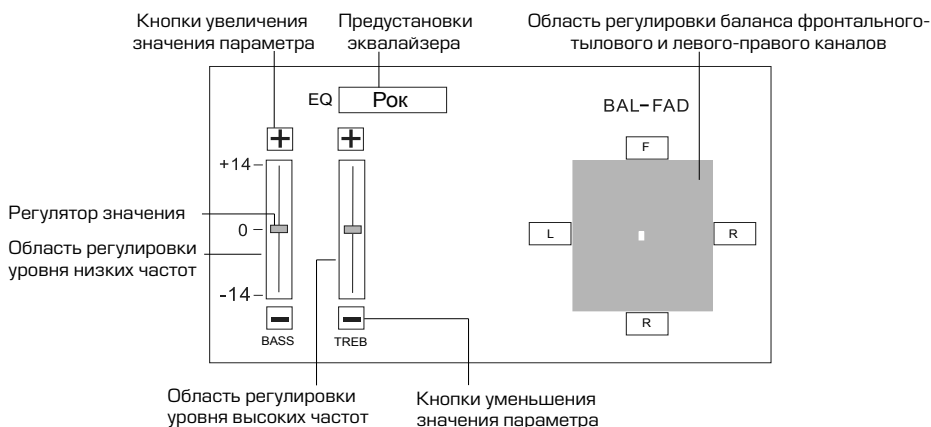 Кнопки увеличения
значения параметра
Предустановки
эквалайзера
Область регулировки баланса фронтального-
тылового и левого-правого каналов
EQ Рок
BAL-FAD
F
+14
Регулятор значения
0
L
R
Область регулировки
уровня низких частот
-14
R
BASS
TREB
Область регулировки
уровня высоких частот
Кнопки уменьшения
значения параметра